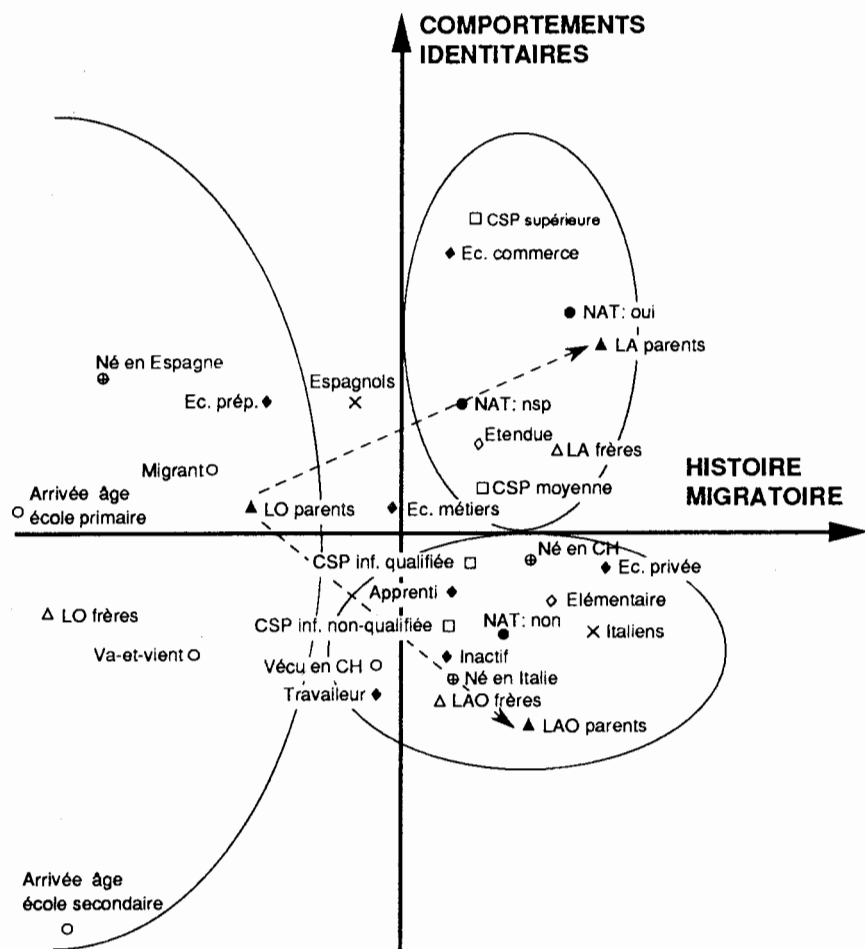 COMPORTEMENTS
IDENTITAIRES
CSP supérieure
Ec. commerce
NAT: oui
LA parents
Né en Espagne
Ec. prép.
Espagnols
NAT: nsp
Etendue
LA frères
Migrant
CSP moyenne
HISTOIRE
MIGRATOIRE
Arrivée âge
école primaire
LO parents
Ec. métiers
CSP inf. qualifiée
Né en CH
Ec. privée
Apprenti
Elémentaire
LO frères
CSP inf. non-qualifiée
NAT: non
Italiens
Va-et-vient
Vécu en CH
Inactif
Né en Italie
Travailleur
LAO frères
LAO parents
Arrivée âge
école secondaire